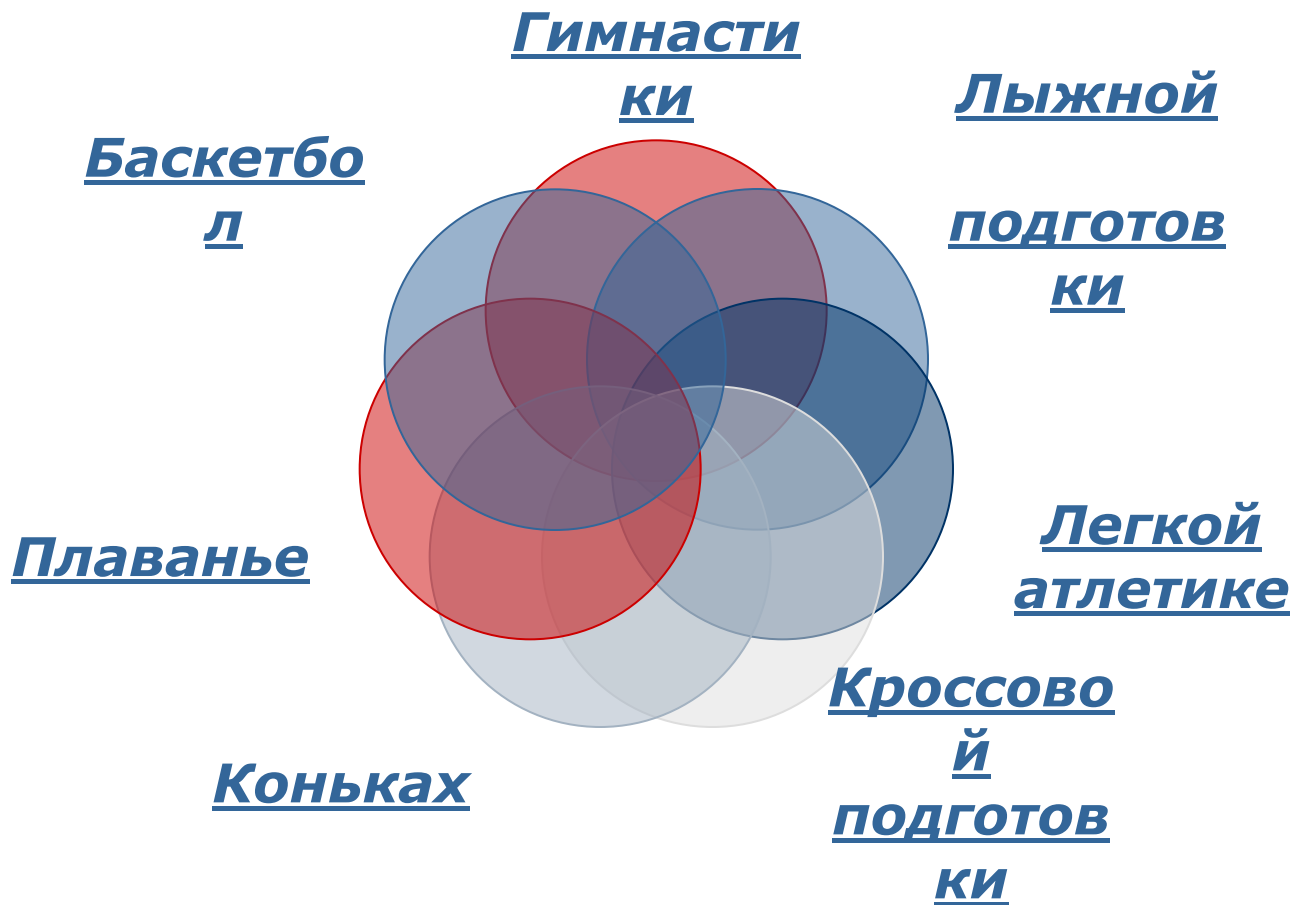 Гимнасти
ки
Лыжной
подготов
ки
Баскетбо
л
Легкой
атлетике
Плаванье
Кроссово
й
подготов
ки
Коньках